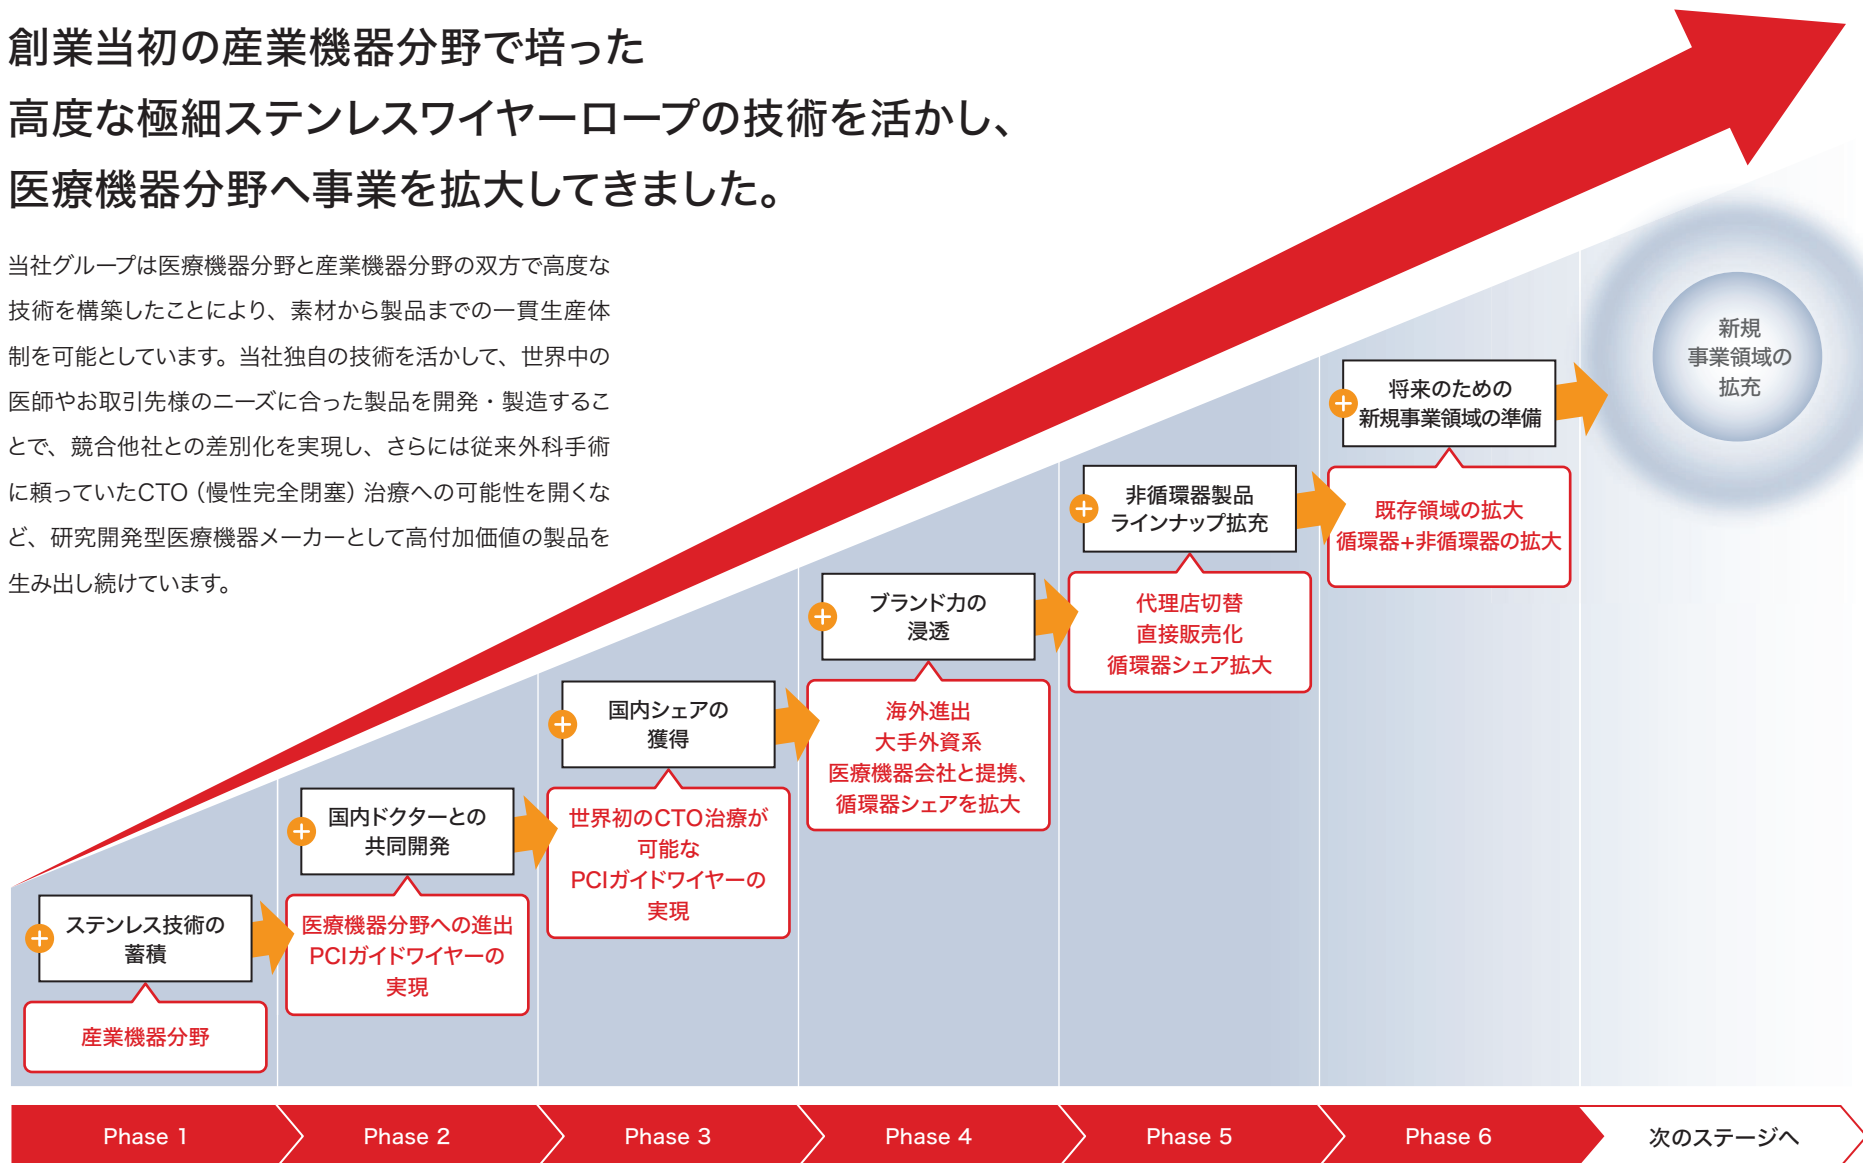 創業当初の産業機器分野で培った
高度な極細ステンレスワイヤーロープの技術を活かし、
医療機器分野へ事業を拡大してきました。
当社グループは医療機器分野と産業機器分野の双方で高度な
技術を構築したことにより、素材から製品までの一貫生産体
制を可能としています。当社独自の技術を活かして、世界中の
医師やお取引先様のニーズに合った製品を開発・製造するこ
とで、競合他社との差別化を実現し、さらには従来外科手術
に頼っていたCTO（慢性完全閉塞）治療への可能性を開くな
ど、研究開発型医療機器メーカーとして高付加価値の製品を
生み出し続けています。
ステンレス技術の
蓄積
産業機器分野
国内ドクターとの
共同開発
医療機器分野への進出
PCIガイドワイヤーの
実現
国内シェアの
獲得
世界初のCTO治療が
可能な
PCIガイドワイヤーの
実現
ブランド力の
浸透
海外進出
大手外資系
医療機器会社と提携、
循環器シェアを拡大
非循環器製品
ラインナップ拡充
代理店切替
直接販売化
循環器シェア拡大
将来のための
新規事業領域の準備
既存領域の拡大
循環器+非循環器の拡大
新規
事業領域の
拡充
Phase 1
Phase 2
Phase 3
Phase 4
Phase 5
Phase 6
次のステージへ